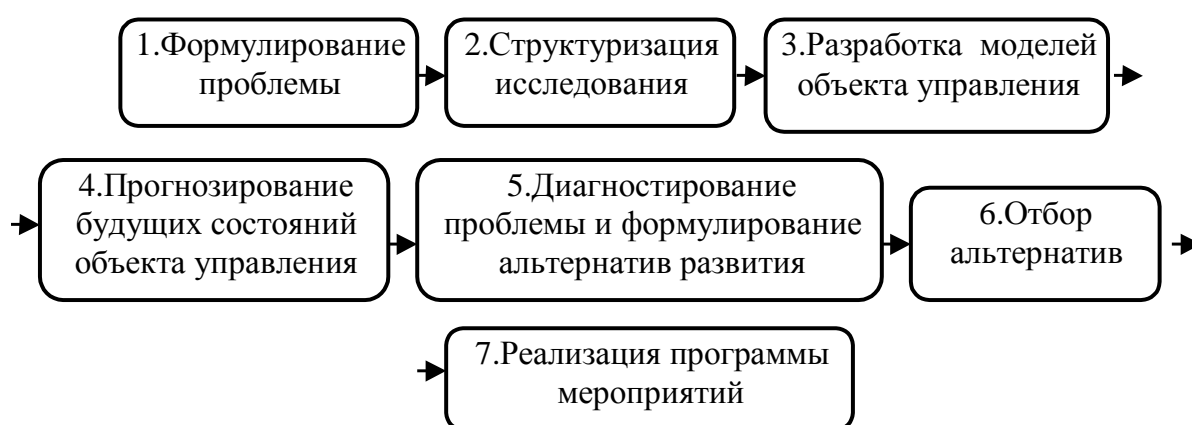 1.Формулирование
проблемы
2.Структуризация
исследования
3.Разработка моделей
объекта управления
4.Прогнозирование
будущих состояний
объекта управления
5.Диагностирование
проблемы и формулирование
альтернатив развития
6.Отбор
альтернатив
7.Реализация программы
мероприятий